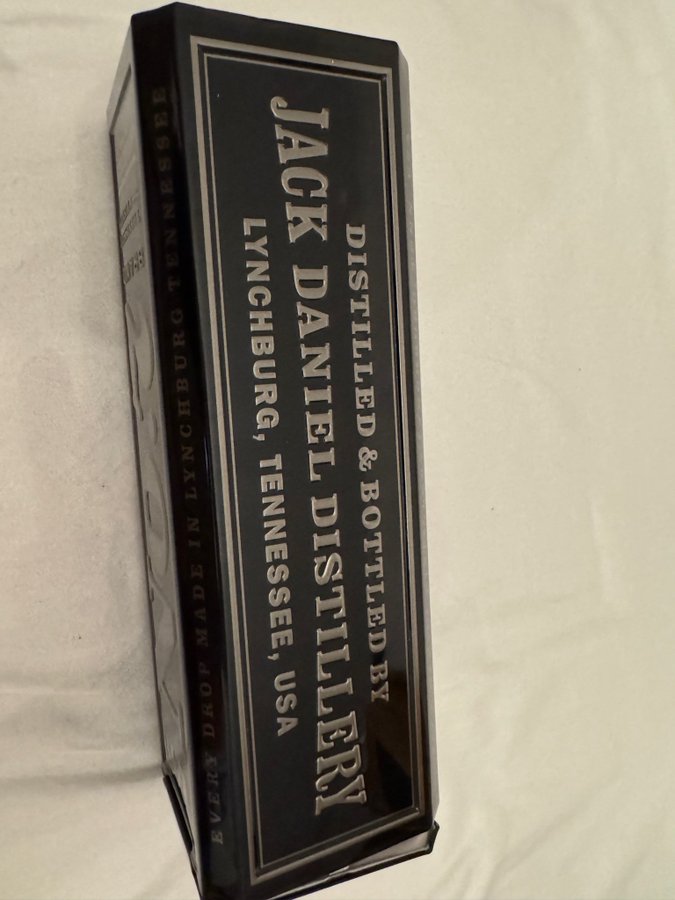 DISTILLED & BOTTLED BY
JACK DANIEL DISTILLERY
LYNCHBURG, TENNESSEE, USA
EVERY DROP MADE IN LYNCHBURG TENNESSEE